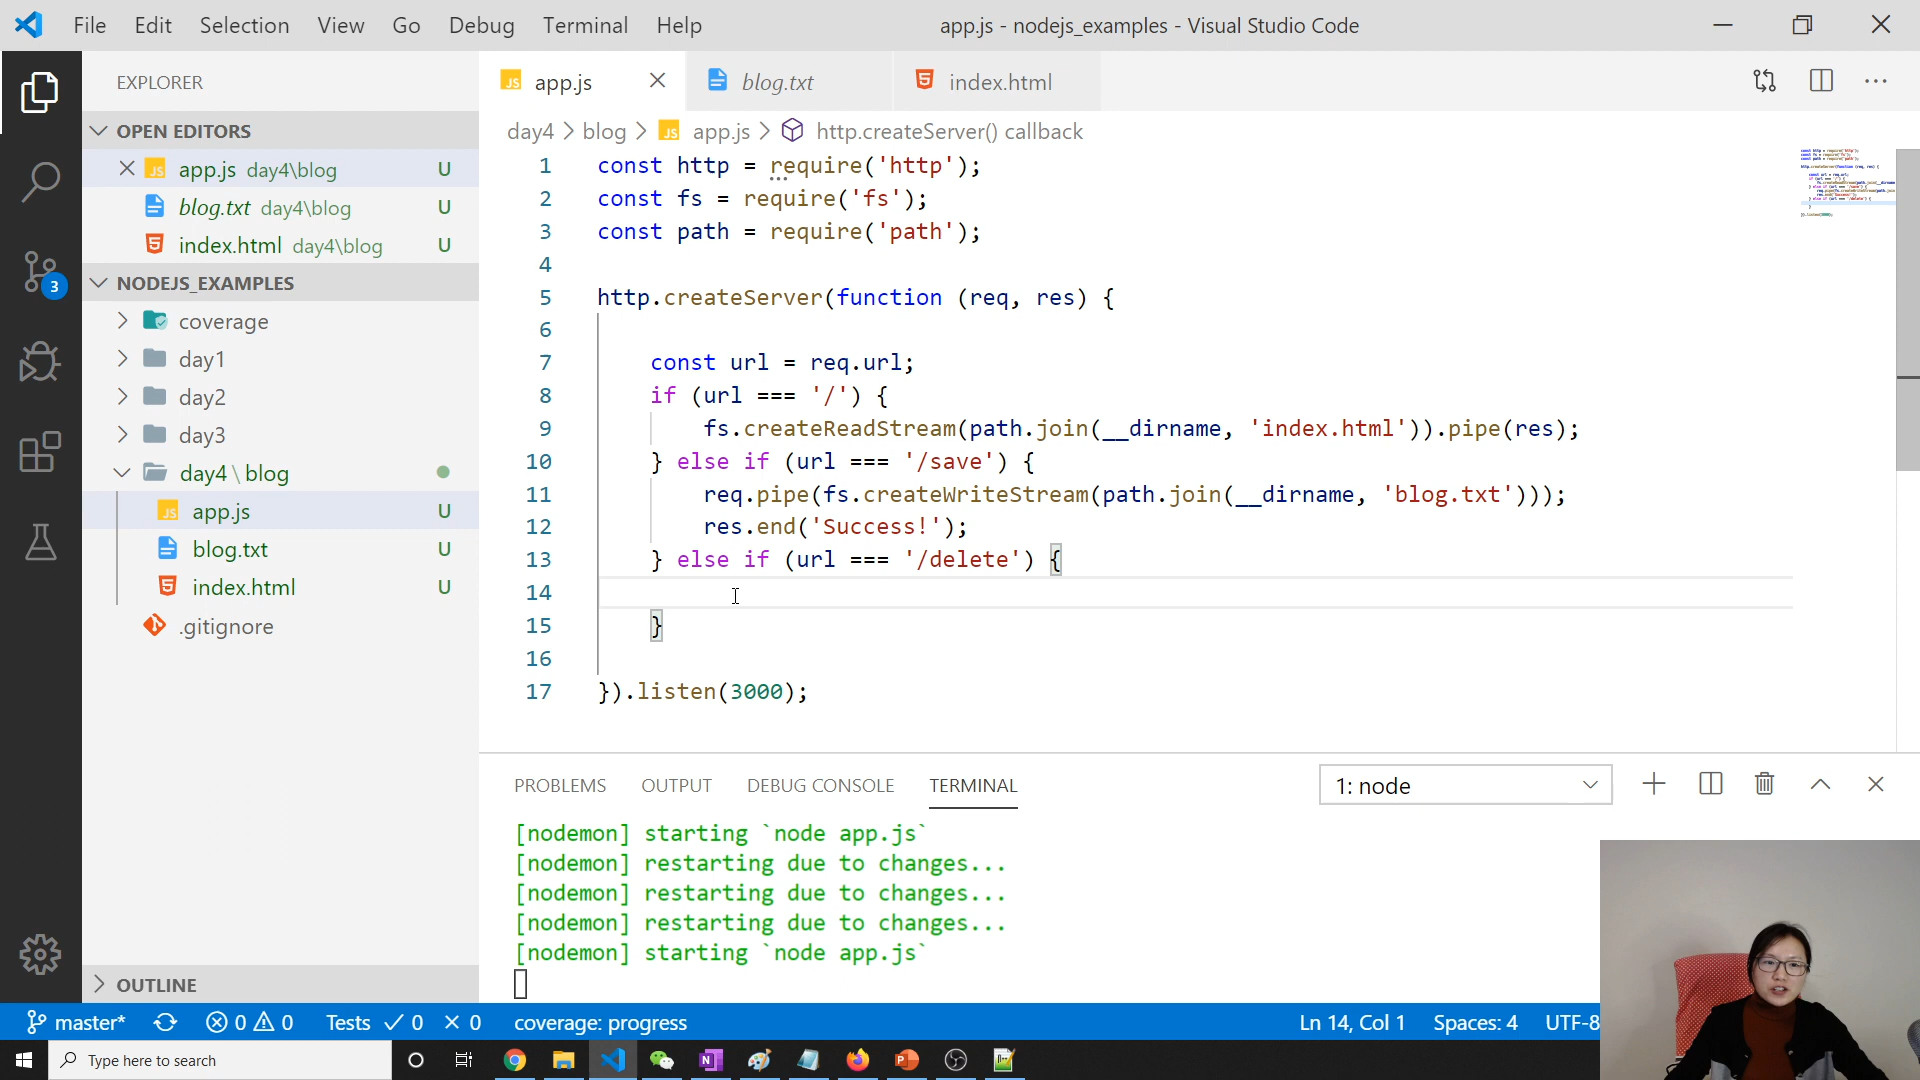 File Edit Selection View Go Debug Terminal Help app.js - nodejs_examples - Visual Studio Code
EXPLORER
OPEN EDITORS
app.js day4\blog U
blog.txt day4\blog U
index.html day4\blog U
3
NODEJS_EXAMPLES
coverage
day1
day2
day3
day4 \ blog
JS app.js U
blog.txt U
index.html U
.gitignore
OUTLINE
JS app.js blog.txt index.html
day4 > blog > JS app.js > http.createServer() callback
1 const http = require('http');
2 const fs = require('fs');
3 const path = require('path');
4
5 http.createServer(function (req, res) {
6
7 const url = req.url;
8 if (url === '/') {
9 fs.createReadStream(path.join(__dirname, 'index.html')).pipe(res);
10 } else if (url === '/save') {
11 req.pipe(fs.createWriteStream(path.join(__dirname, 'blog.txt')));
12 res.end('Success!');
13 } else if (url === '/delete') {
14
15 }
16
17 }).listen(3000);
PROBLEMS OUTPUT DEBUG CONSOLE TERMINAL 1: node
[nodemon] starting `node app.js`
[nodemon] restarting due to changes...
[nodemon] restarting due to changes...
[nodemon] restarting due to changes...
[nodemon] starting `node app.js`
master* 0 0 Tests 0 0 coverage: progress Ln 14, Col 1 Spaces: 4 UTF-8
Type here to search